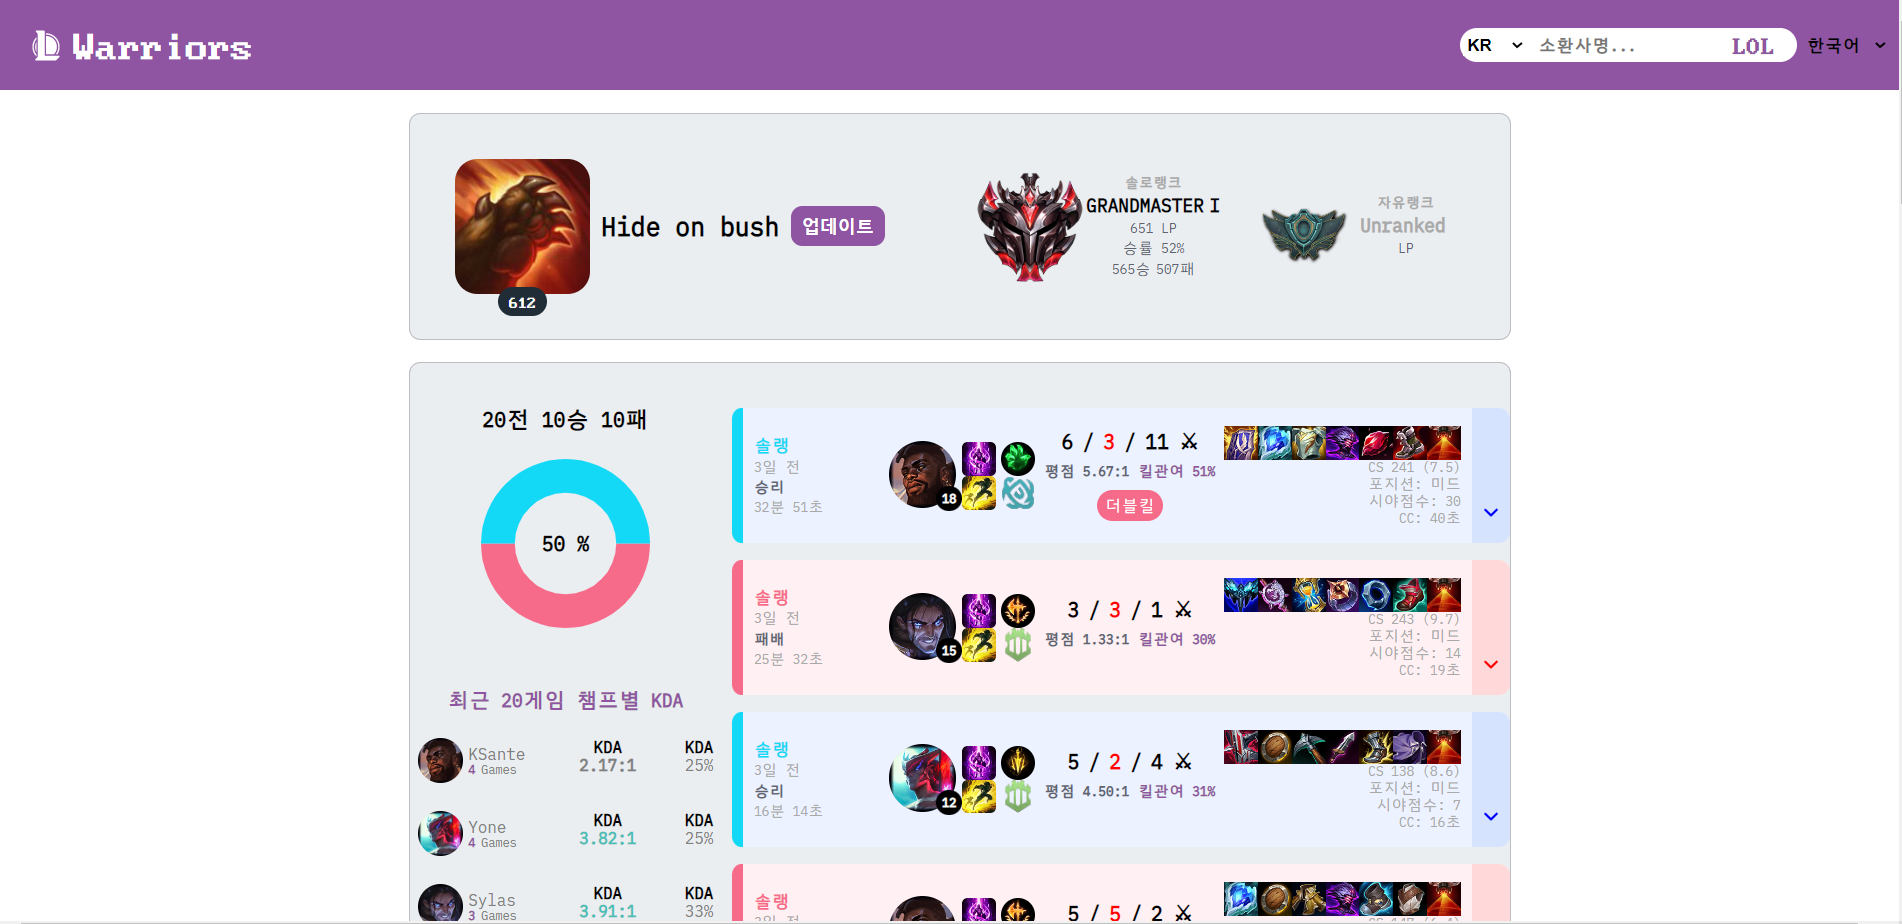 Warriors
KR 소환사명... LOL 한국어
Hide on bush 업데이트
612
솔로랭크
GRANDMASTER I
651 LP
승률 52%
565승 507패
자유랭크
Unranked
LP
20전 10승 10패
50 %
최근 20게임 챔프별 KDA
KSante KDA KDA
4 Games 2.17:1 25%
Yone KDA KDA
4 Games 3.82:1 25%
Sylas KDA KDA
3 Games 3.91:1 33%
솔랭
3일 전
승리
32분 51초
18
6 / 3 / 11
평점 5.67:1 킬관여 51%
더블킬
CS 241 (7.5)
포지션: 미드
시야점수: 30
CC: 40초
솔랭
3일 전
패배
25분 32초
15
3 / 3 / 1
평점 1.33:1 킬관여 30%
CS 243 (9.7)
포지션: 미드
시야점수: 14
CC: 19초
솔랭
3일 전
승리
16분 14초
12
5 / 2 / 4
평점 4.50:1 킬관여 31%
CS 138 (8.6)
포지션: 미드
시야점수: 7
CC: 16초
솔랭
5 / 5 / 2